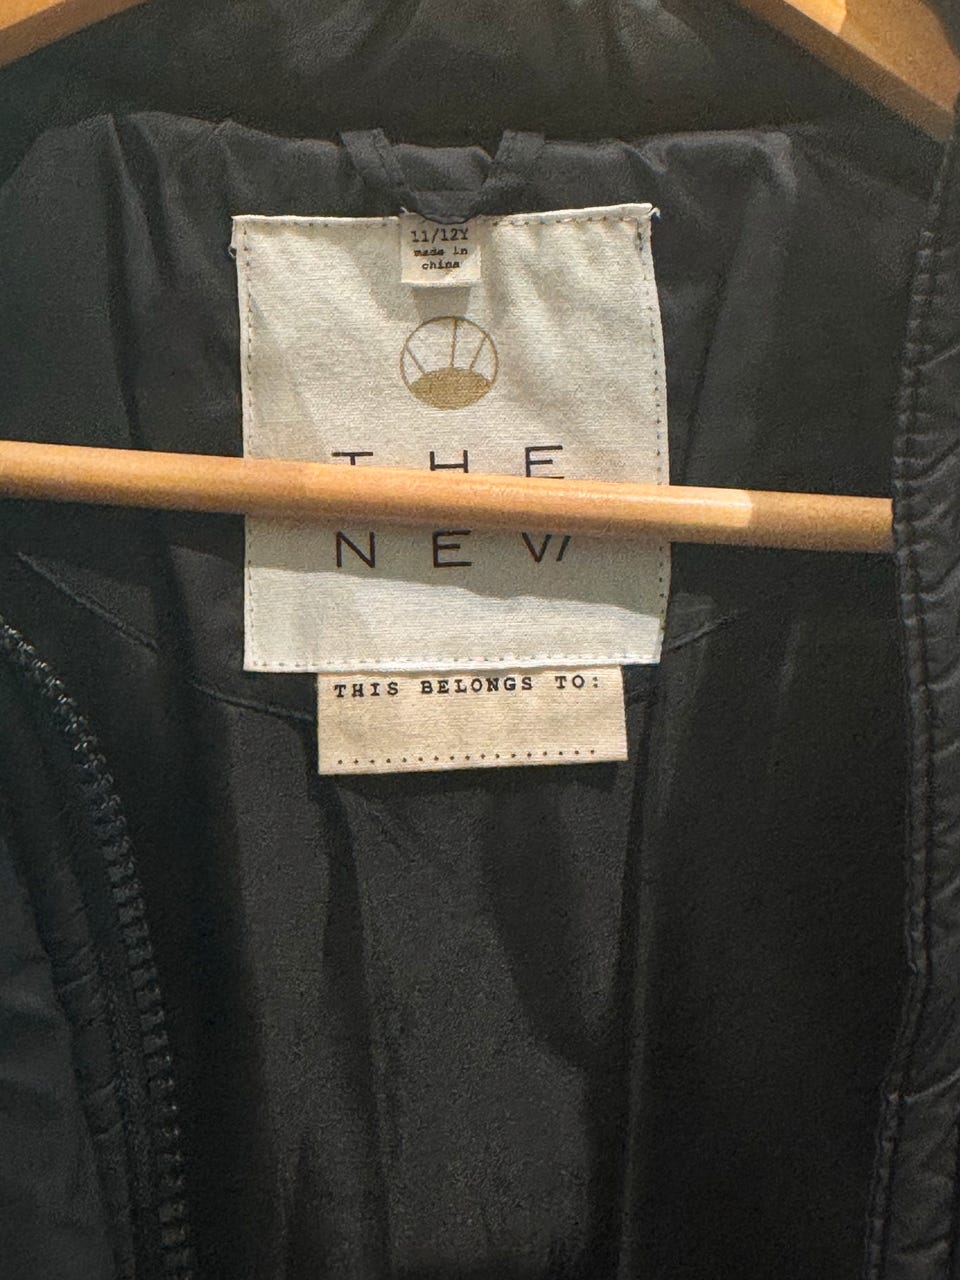 11/12Y
made in
china
THE
NEW
THIS BELONGS TO: